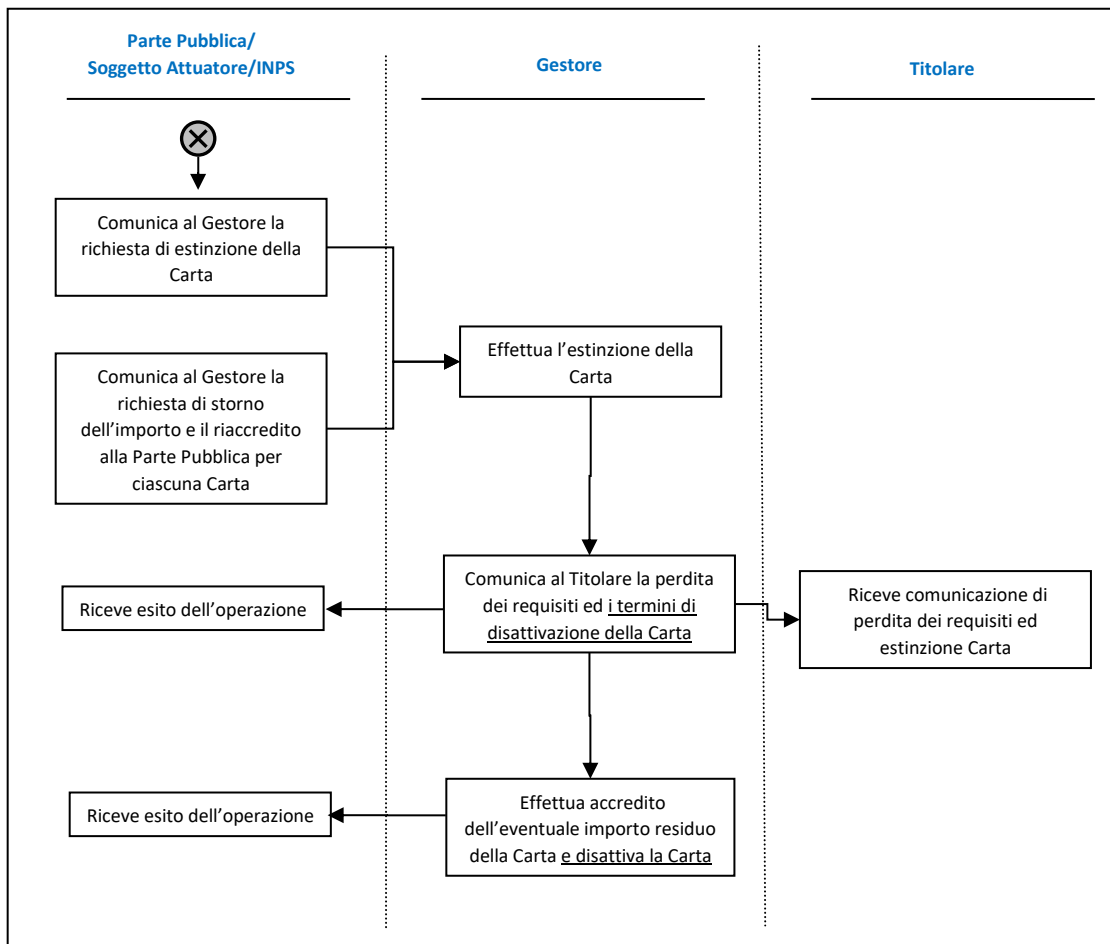 Parte Pubblica/
Soggetto Attuatore/INPS
Gestore
Titolare
Comunica al Gestore la
richiesta di estinzione della
Carta
Comunica al Gestore la
richiesta di storno
dell’importo e il riaccredito
alla Parte Pubblica per
ciascuna Carta
Effettua l’estinzione della
Carta
Comunica al Titolare la perdita
dei requisiti ed i termini di
disattivazione della Carta
Riceve esito dell’operazione
Riceve comunicazione di
perdita dei requisiti ed
estinzione Carta
Effettua accredito
dell’eventuale importo residuo
della Carta e disattiva la Carta
Riceve esito dell’operazione